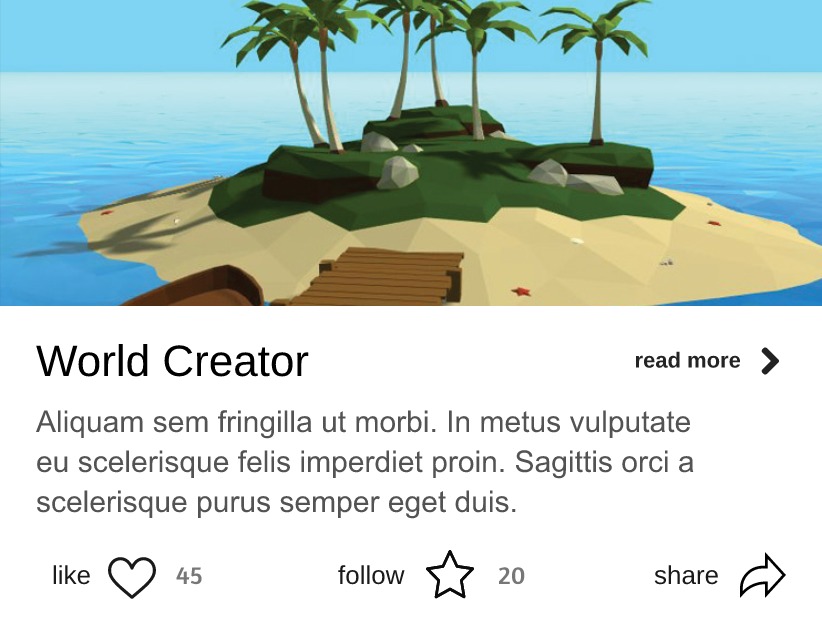 World Creator
read more
Aliquam sem fringilla ut morbi. In metus vulputate
eu scelerisque felis imperdiet proin. Sagittis orci a
scelerisque purus semper eget duis.
like 45 follow 20 share